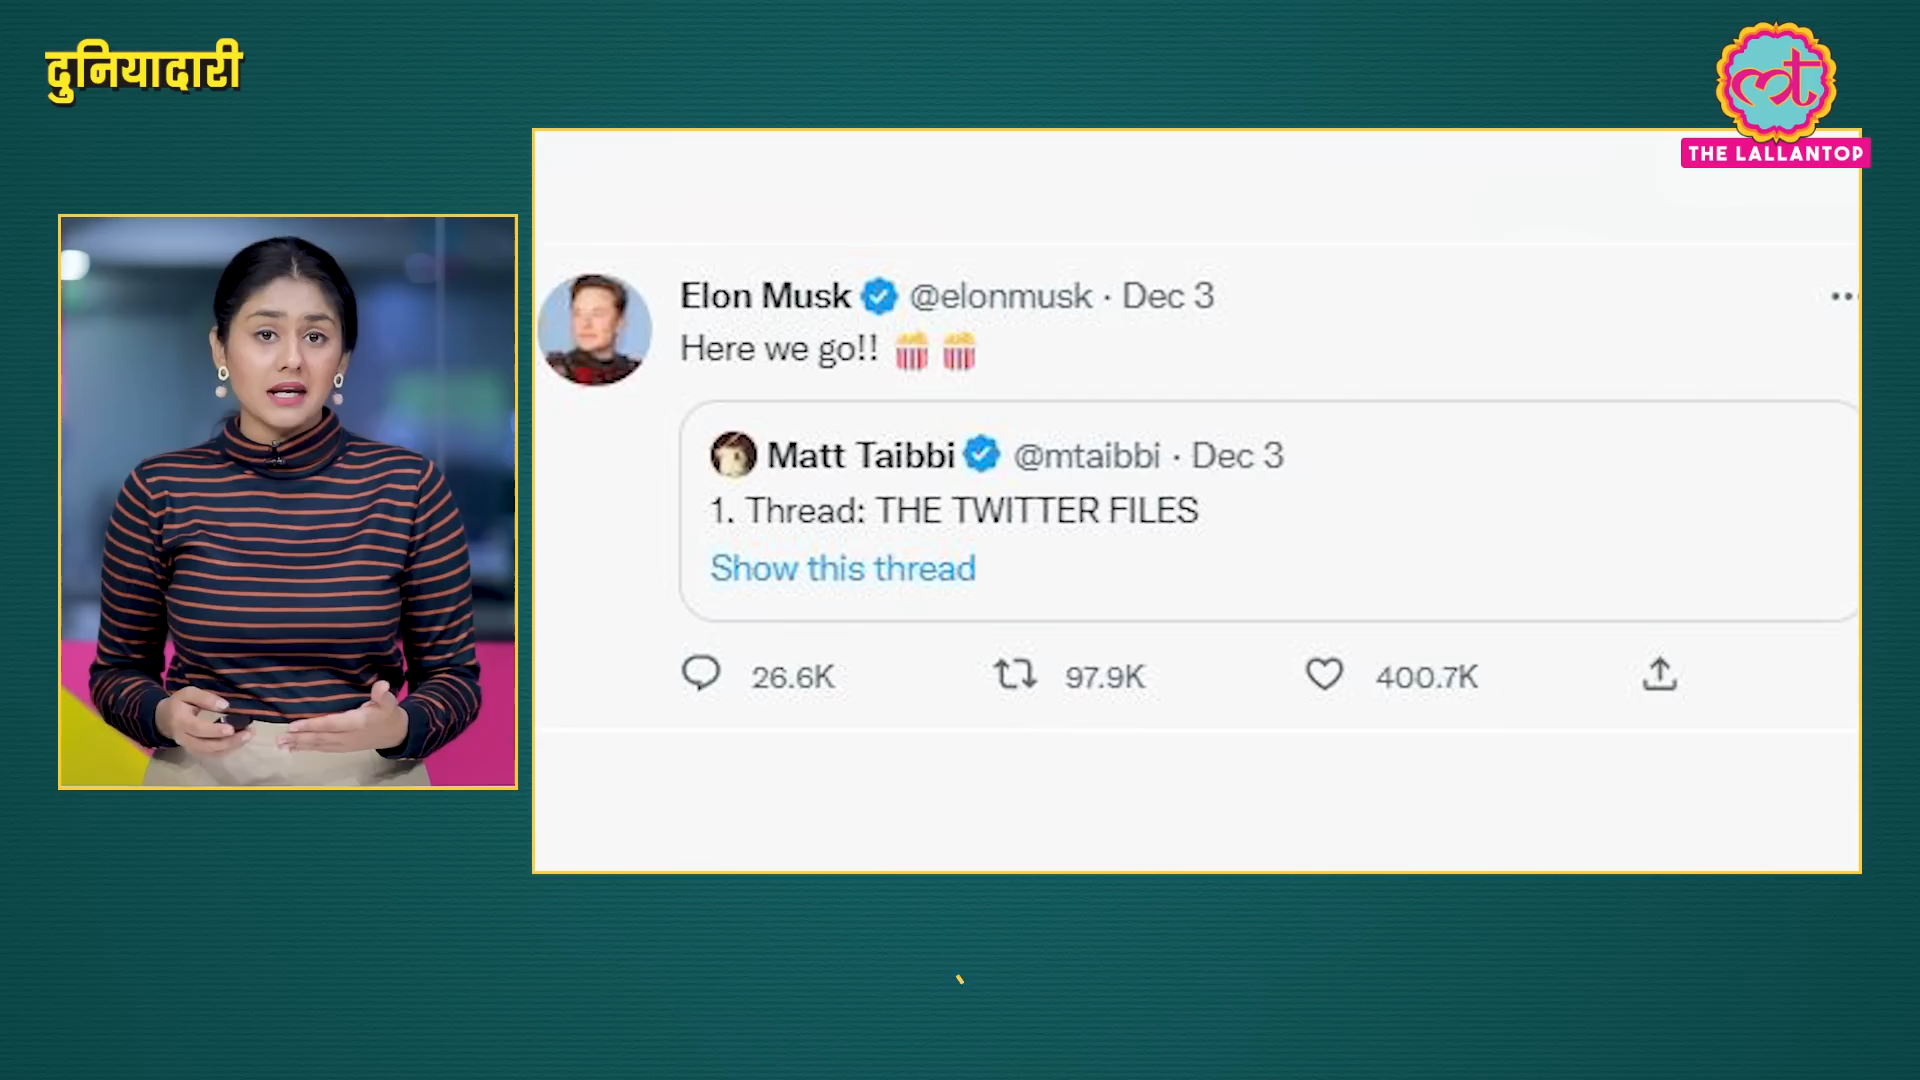 दुनियादारी
THE LALLANTOP
Elon Musk @elonmusk · Dec 3
Here we go!! 🍿 🍿
Matt Taibbi @mtaibbi · Dec 3
1. Thread: THE TWITTER FILES
Show this thread
26.6K 97.9K 400.7K